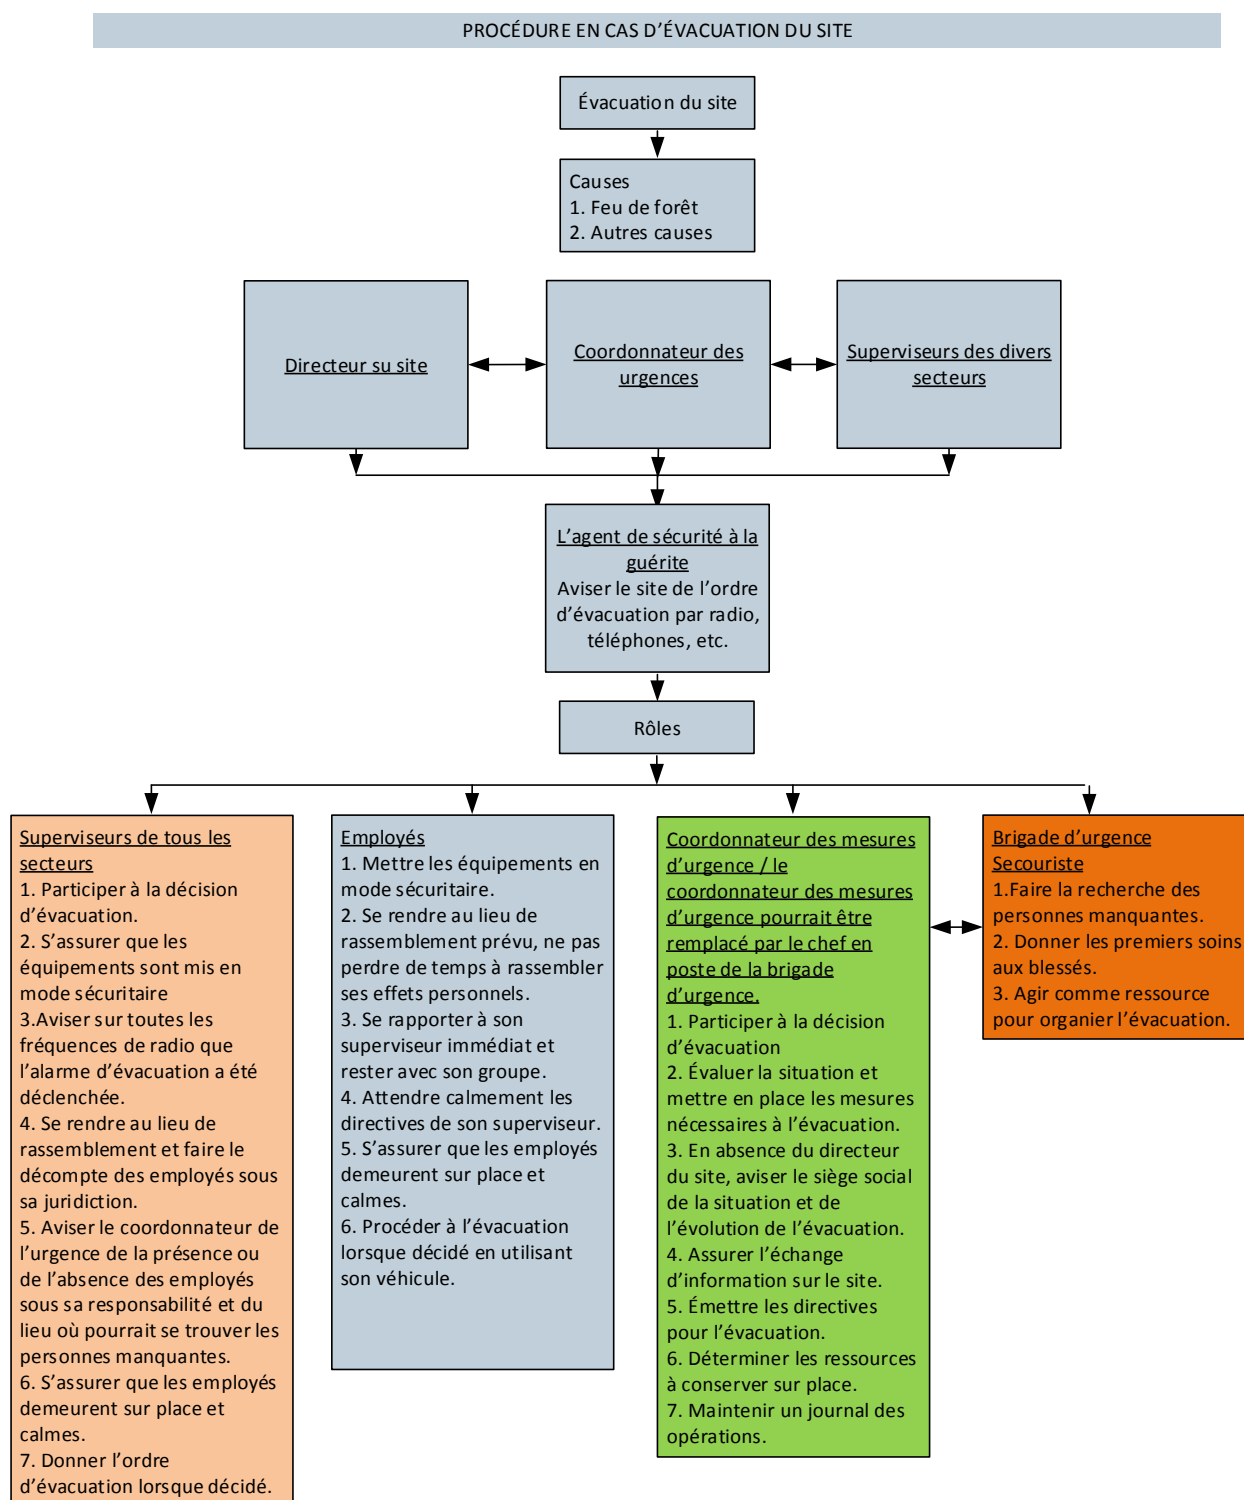 PROCÉDURE EN CAS D’ÉVACUATION DU SITE
Évacuation du site
Causes
1. Feu de forêt
2. Autres causes
Directeur su site
Coordonnateur des
urgences
Superviseurs des divers
secteurs
L’agent de sécurité à la
guérite
Aviser le site de l’ordre
d’évacuation par radio,
téléphones, etc.
Rôles
Superviseurs de tous les
secteurs
1. Participer à la décision
d’évacuation.
2. S’assurer que les
équipements sont mis en
mode sécuritaire
3.Aviser sur toutes les
fréquences de radio que
l’alarme d’évacuation a été
déclenchée.
4. Se rendre au lieu de
rassemblement et faire le
décompte des employés sous
sa juridiction.
5. Aviser le coordonnateur de
l’urgence de la présence ou
de l’absence des employés
sous sa responsabilité et du
lieu où pourrait se trouver les
personnes manquantes.
6. S’assurer que les employés
demeurent sur place et
calmes.
7. Donner l’ordre
d’évacuation lorsque décidé.
Employés
1. Mettre les équipements en
mode sécuritaire.
2. Se rendre au lieu de
rassemblement prévu, ne pas
perdre de temps à rassembler
ses effets personnels.
3. Se rapporter à son
superviseur immédiat et
rester avec son groupe.
4. Attendre calmement les
directives de son superviseur.
5. S’assurer que les employés
demeurent sur place et
calmes.
6. Procéder à l’évacuation
lorsque décidé en utilisant
son véhicule.
Coordonnateur des mesures
d’urgence / le
coordonnateur des mesures
d’urgence pourrait être
remplacé par le chef en
poste de la brigade
d’urgence.
1. Participer à la décision
d’évacuation
2. Évaluer la situation et
mettre en place les mesures
nécessaires à l’évacuation.
3. En absence du directeur
du site, aviser le siège social
de la situation et de
l’évolution de l’évacuation.
4. Assurer l’échange
d’information sur le site.
5. Émettre les directives
pour l’évacuation.
6. Déterminer les ressources
à conserver sur place.
7. Maintenir un journal des
opérations.
Brigade d’urgence
Secouriste
1.Faire la recherche des
personnes manquantes.
2. Donner les premiers soins
aux blessés.
3. Agir comme ressource
pour organier l’évacuation.